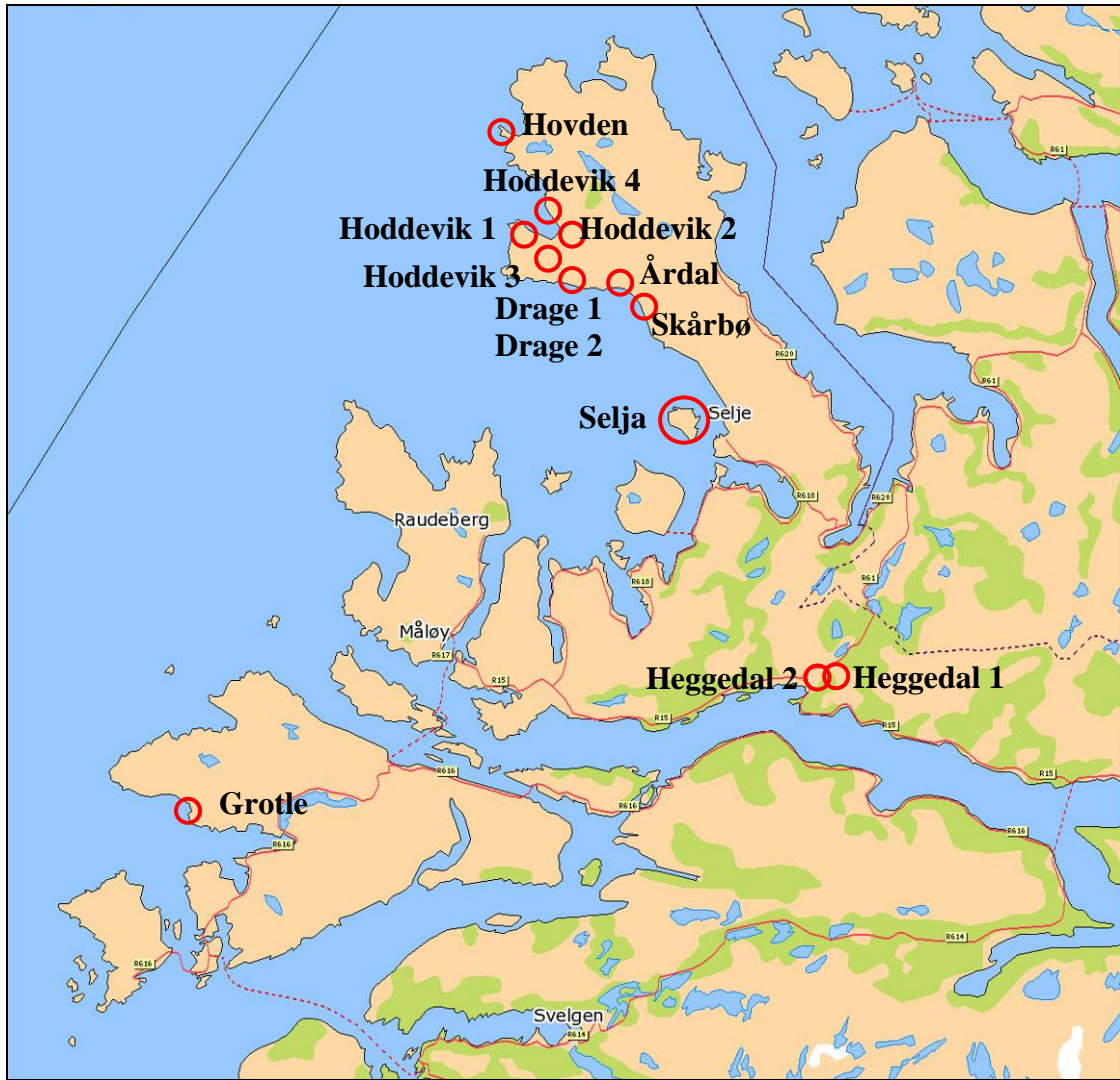 R61
Hovden
Hoddevik 4
Hoddevik 1
Hoddevik 2
Hoddevik 3
Årdal
Drage 1
Skårbø
Drage 2
R620
R61
Selja
Selje
R618
R620
Raudeberg
R618
R61
Måløy
R617
R15
Heggedal 2
Heggedal 1
R15
R15
R616
R15
Grotle
R616
R616
R616
R614
R616
Svelgen
R614